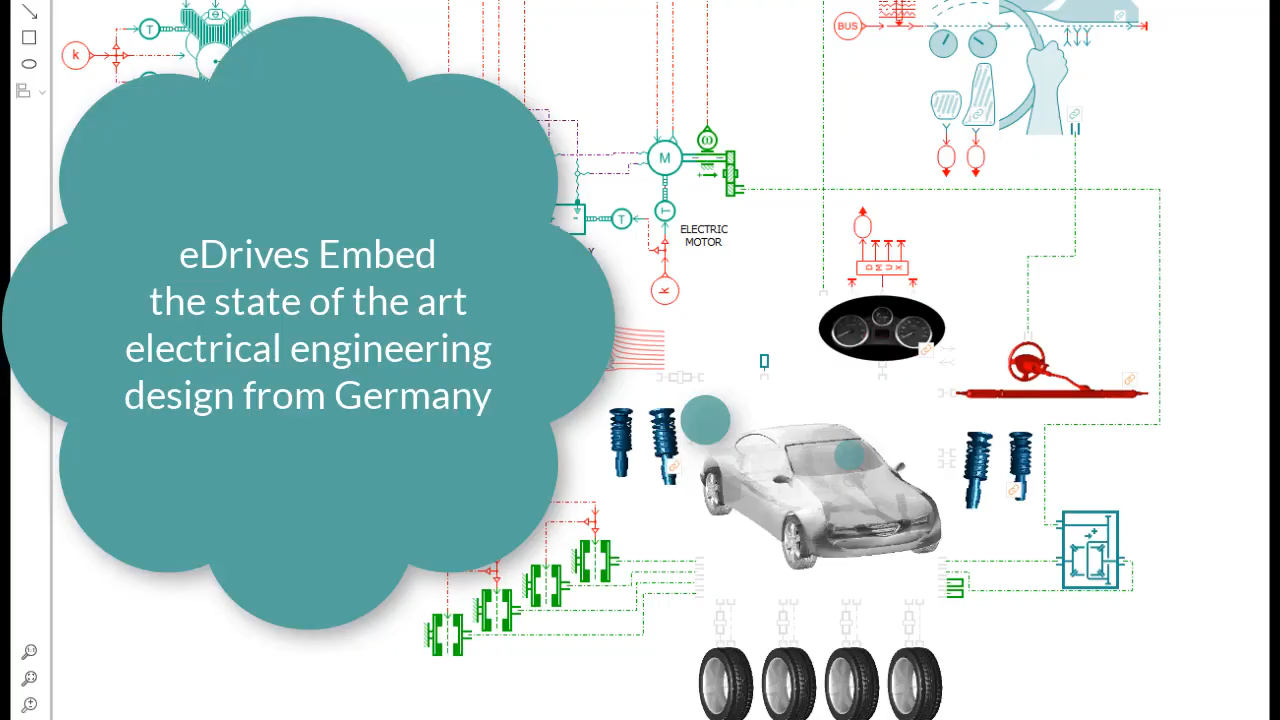 T
k
BUS
eDrives Embed
the state of the art
electrical engineering
design from Germany
M
ω
T
T
ELECTRIC
MOTOR
Y
k
D M U X